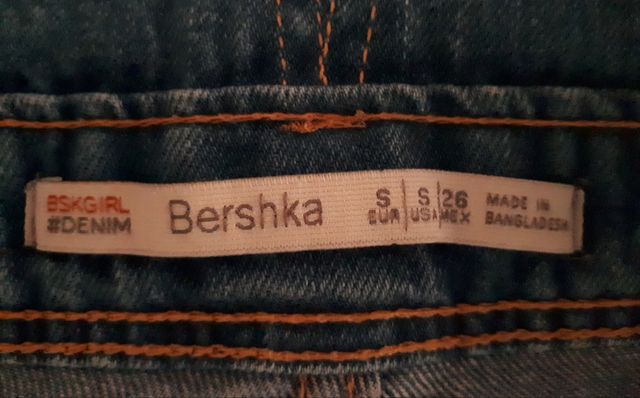 BSKGIRL
#DENIM
Bershka
S
EUR
S
USA
26
MEX
MADE IN
BANGLADESH